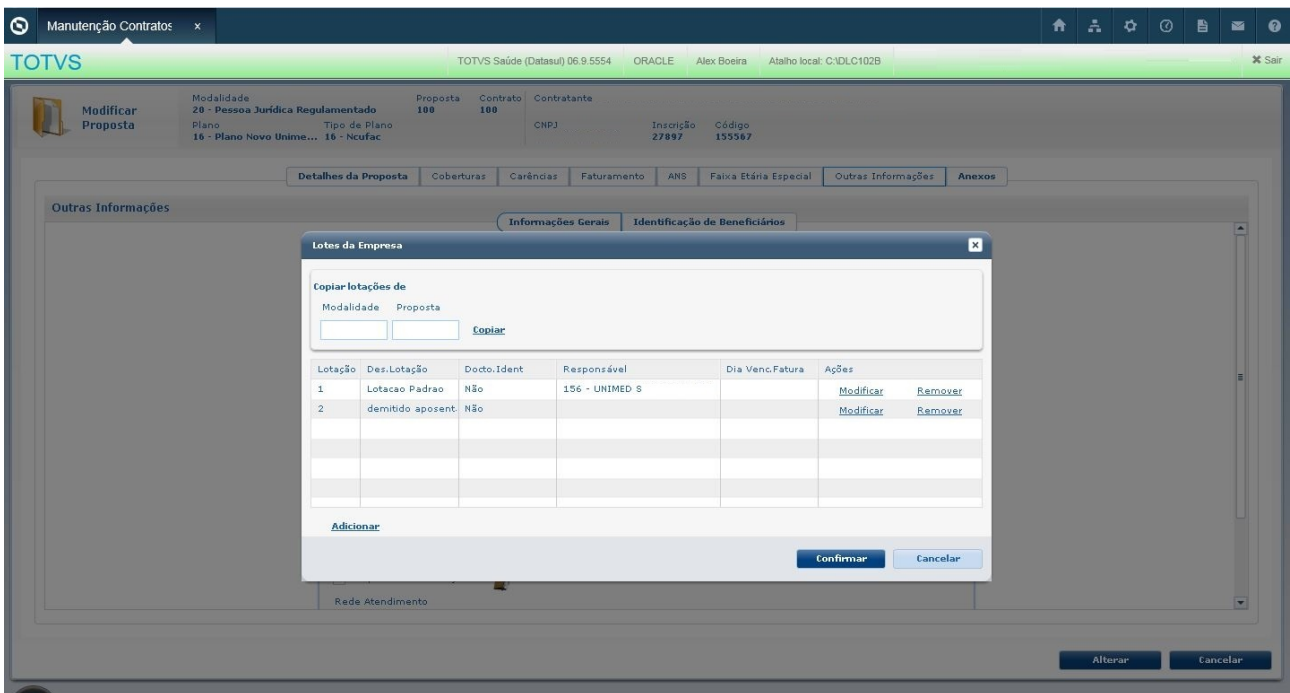 Manutenção Contratos x
TOTVS
TOTVS Saúde (Datasul) 06.9.5554 ORACLE Alex Boeira Atalho local: C:\DLC102B
Sair
Modificar Proposta
Modalidade Proposta Contrato Contratante
20 - Pessoa Jurídica Regulamentado 100 100
Plano Tipo de Plano CNPJ Inscrição Código
16 - Plano Novo Unime... 16 - Ncufac 27897 155567
Detalhes da Proposta Coberturas Carências Faturamento ANS Faixa Etária Especial Outras Informações Anexos
Outras Informações
Informações Gerais Identificação de Beneficiários
Lotes da Empresa
Copiar lotações de
Modalidade Proposta
Copiar
Lotação Des.Lotação Docto.Ident Responsável Dia Venc.Fatura Ações
1 Lotacao Padrao Não 156 - UNIMED S Modificar Remover
2 demitido aposent. Não Modificar Remover
Adicionar
Confirmar Cancelar
Rede Atendimento
Alterar Cancelar